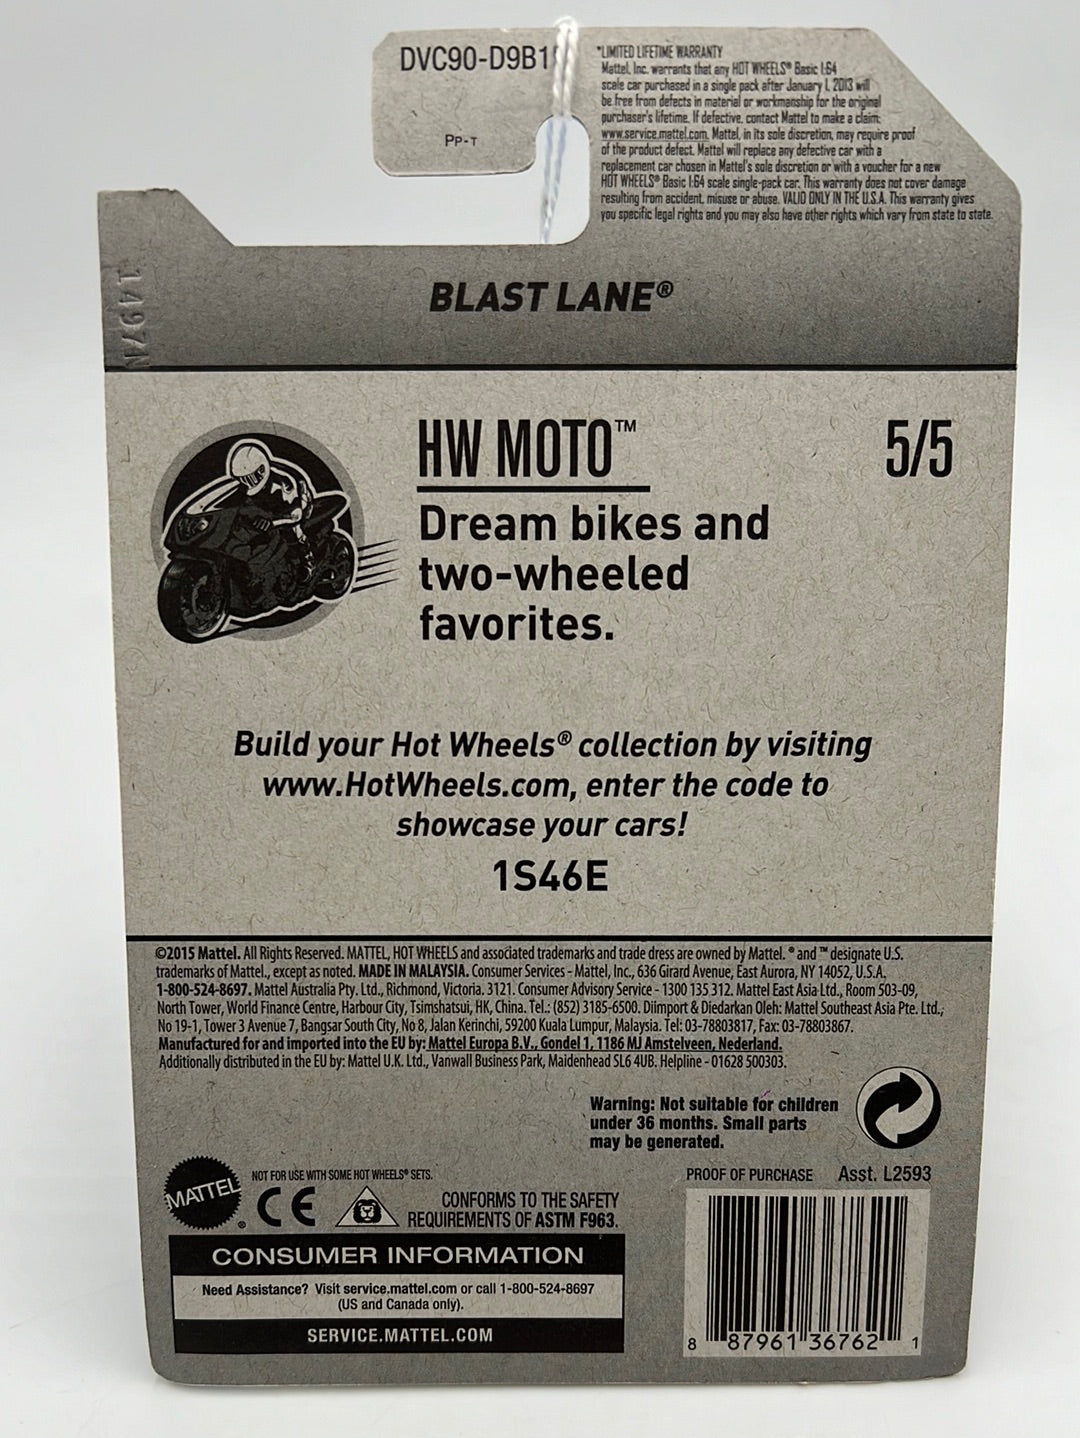 DVC90-D9B1
Pp-T
*LIMITED LIFETIME WARRANTY
Mattel, Inc. warrants that any HOT WHEELS® Basic 1:64
scale car purchased in a single pack after January 1, 2013 will
be free from defects in material or workmanship for the original
purchaser's lifetime. If defective, contact Mattel to make a claim:
www.service.mattel.com. Mattel, in its sole discretion, may require proof
of the product defect. Mattel will replace any defective car with a
replacement car chosen in Mattel's sole discretion or with a voucher for a new
HOT WHEELS® Basic 1:64 scale single-pack car. This warranty does not cover damage
resulting from accident, misuse or abuse. VALID ONLY IN THE U.S.A. This warranty gives
you specific legal rights and you may also have other rights which vary from state to state.
1497N
BLAST LANE®
HW MOTO™
5/5
Dream bikes and
two-wheeled
favorites.
Build your Hot Wheels® collection by visiting
www.HotWheels.com, enter the code to
showcase your cars!
1S46E
©2015 Mattel. All Rights Reserved. MATTEL, HOT WHEELS and associated trademarks and trade dress are owned by Mattel. ® and ™ designate U.S.
trademarks of Mattel., except as noted. MADE IN MALAYSIA. Consumer Services - Mattel, Inc., 636 Girard Avenue, East Aurora, NY 14052, U.S.A.
1-800-524-8697. Mattel Australia Pty. Ltd., Richmond, Victoria. 3121. Consumer Advisory Service - 1300 135 312. Mattel East Asia Ltd., Room 503-09,
North Tower, World Finance Centre, Harbour City, Tsimshatsui, HK, China. Tel.: (852) 3185-6500. Diimport & Diedarkan Oleh: Mattel Southeast Asia Pte. Ltd.,
No 19-1, Tower 3 Avenue 7, Bangsar South City, No 8, Jalan Kerinchi, 59200 Kuala Lumpur, Malaysia. Tel: 03-78803817, Fax: 03-78803867.
Manufactured for and imported into the EU by: Mattel Europa B.V., Gondel 1, 1186 MJ Amstelveen, Nederland.
Additionally distributed in the EU by: Mattel U.K. Ltd., Vanwall Business Park, Maidenhead SL6 4UB. Helpline - 01628 500303.
Warning: Not suitable for children
under 36 months. Small parts
may be generated.
NOT FOR USE WITH SOME HOT WHEELS® SETS.
PROOF OF PURCHASE Asst. L2593
MATTEL®
CE
CONFORMS TO THE SAFETY
REQUIREMENTS OF ASTM F963.
CONSUMER INFORMATION
Need Assistance? Visit service.mattel.com or call 1-800-524-8697
(US and Canada only).
SERVICE.MATTEL.COM
8 87961 36762 1